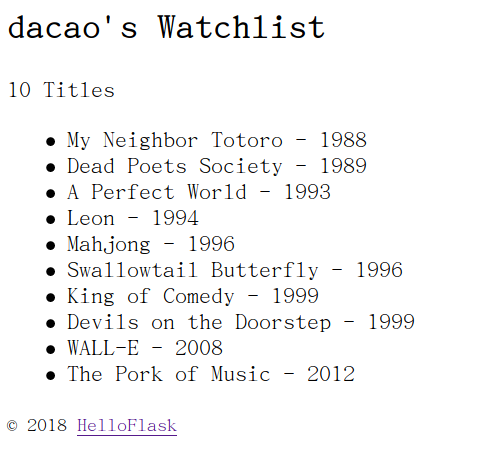 dacao's Watchlist
10 Titles
● My Neighbor Totoro - 1988
● Dead Poets Society - 1989
● A Perfect World - 1993
● Leon - 1994
● Mahjong - 1996
● Swallowtail Butterfly - 1996
● King of Comedy - 1999
● Devils on the Doorstep - 1999
● WALL-E - 2008
● The Pork of Music - 2012
© 2018 HelloFlask